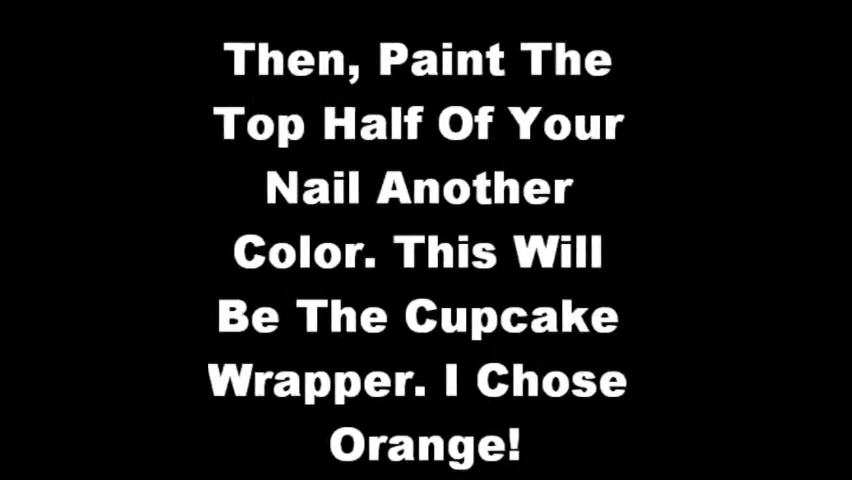 Then, Paint The
Top Half Of Your
Nail Another
Color. This Will
Be The Cupcake
Wrapper. I Chose
Orange!